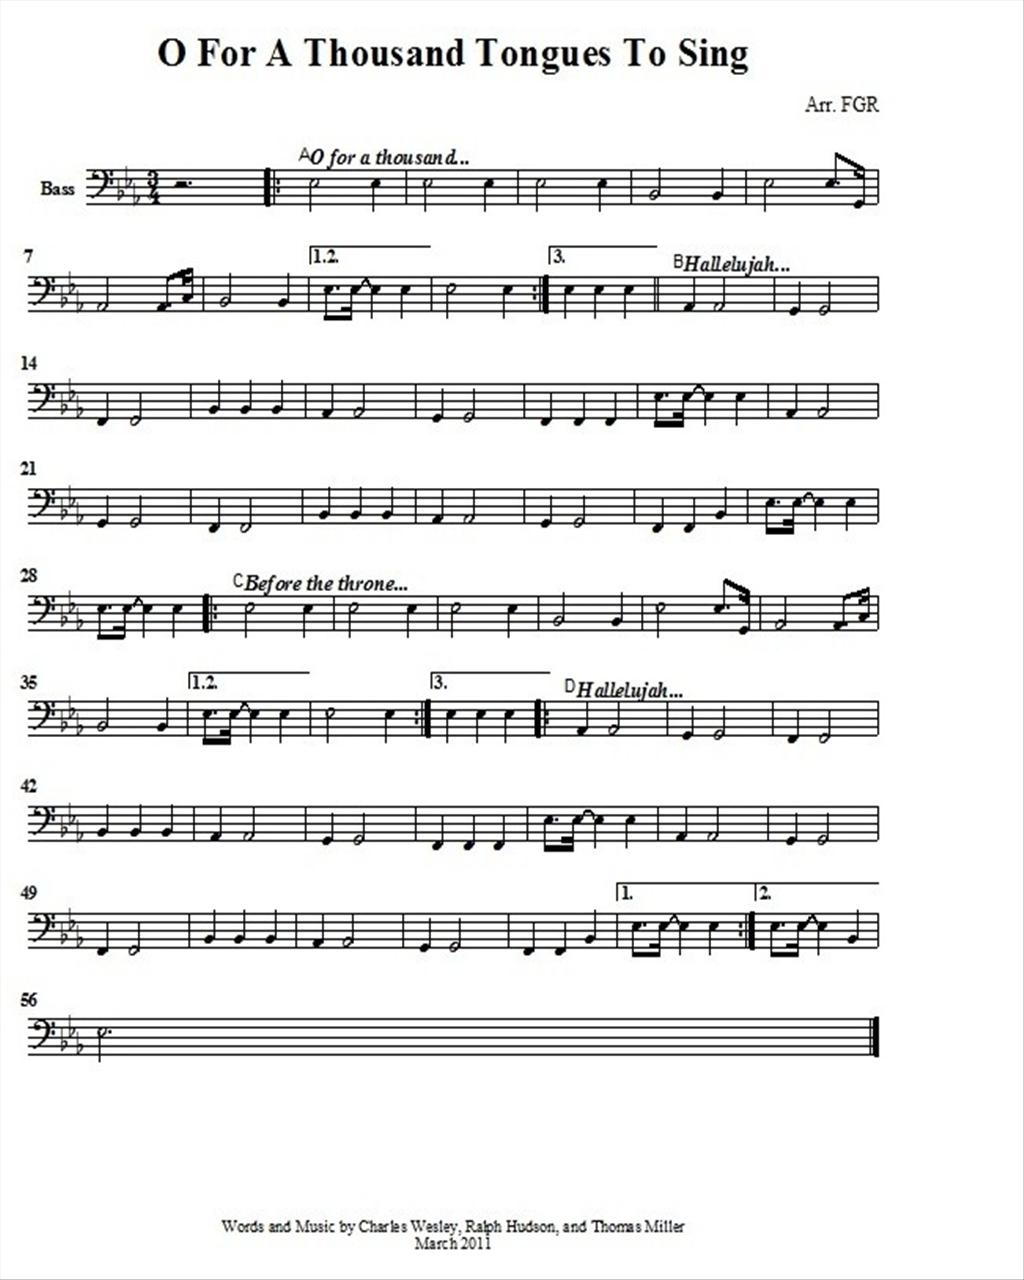 O For A Thousand Tongues To Sing
Arr. FGR
A O for a thousand...
Bass
3
4
7
1.2.
3.
B Hallelujah...
14
21
28
C Before the throne...
35
1.2.
3.
D Hallelujah...
42
49
1.
2.
56
Words and Music by Charles Wesley, Ralph Hudson, and Thomas Miller
March 2011